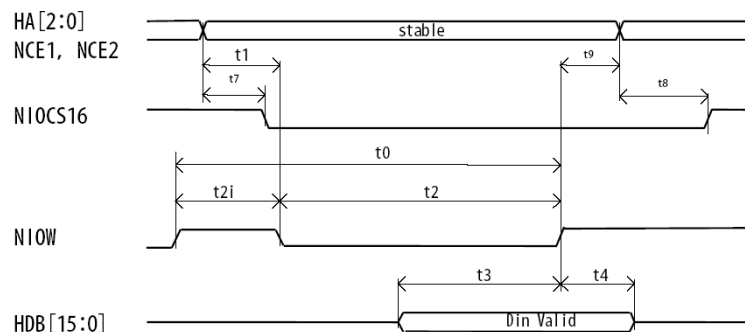 HA[2:0]
stable
NCE1, NCE2
t1
t9
t7
t8
NIOCS16
t0
t2i
t2
NIOW
t3
t4
HDB[15:0]
Din Valid